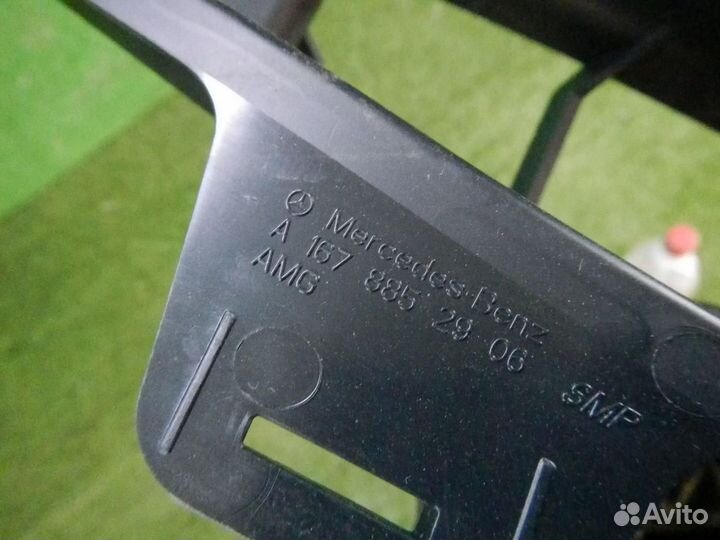 Mercedes-Benz
A 167 885 29 06
AMG
SMP
Avito